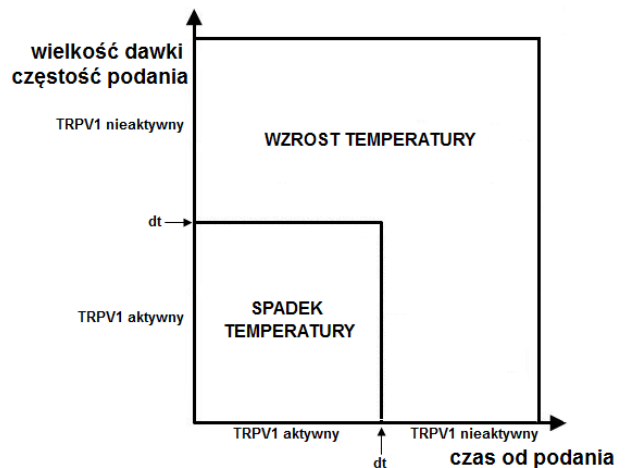 wielkość dawki
częstość podania
TRPV1 nieaktywny
WZROST TEMPERATURY
dt
SPADEK
TEMPERATURY
TRPV1 aktywny
TRPV1 aktywny
TRPV1 nieaktywny
dt
czas od podania